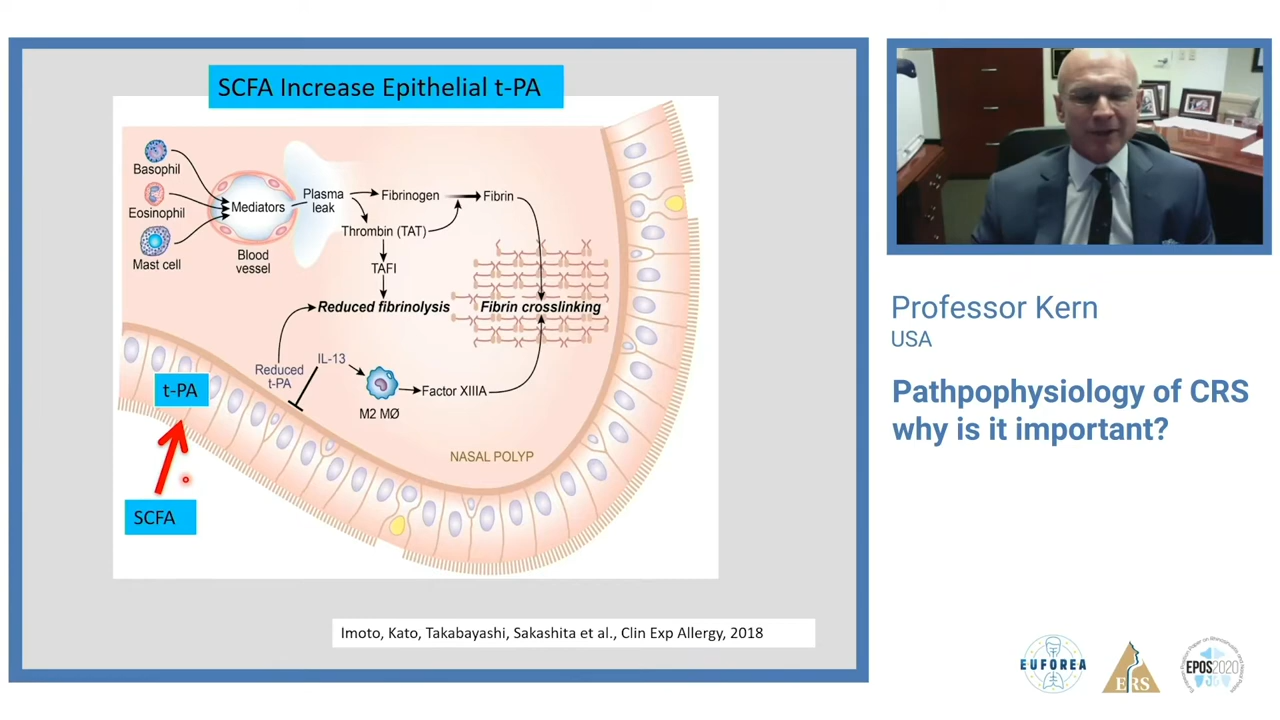 SCFA Increase Epithelial t-PA
Basophil
Eosinophil
Mast cell
Mediators
Blood
vessel
Plasma
leak
Fibrinogen
Fibrin
Thrombin (TAT)
TAFI
Reduced fibrinolysis
Fibrin crosslinking
Reduced
t-PA
IL-13
M2 MØ
Factor XIIIA
NASAL POLYP
t-PA
SCFA
Imoto, Kato, Takabayashi, Sakashita et al., Clin Exp Allergy, 2018
Professor Kern
USA
Pathpophysiology of CRS
why is it important?
EUFOREA
ERS
EPOS2020